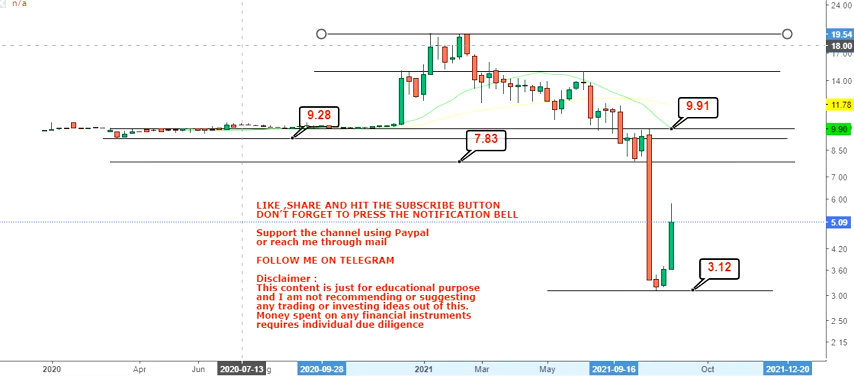 n/a
24.00
19.54
18.00
14.00
11.78
9.91
9.90
9.28
7.83
8.50
7.00
6.00
5.09
4.20
3.60
3.12
3.00
2.50
2.15
LIKE ,SHARE AND HIT THE SUBSCRIBE BUTTON
DON'T FORGET TO PRESS THE NOTIFICATION BELL
Support the channel using Paypal
or reach me through mail
FOLLOW ME ON TELEGRAM
Disclaimer :
This content is just for educational purpose
and I am not recommending or suggesting
any trading or investing ideas out of this.
Money spent on any financial instruments
requires individual due diligence
2020 Apr Jun 2020-07-13 g 2020-09-28 2021 Mar May 2021-09-16 Oct 2021-12-20